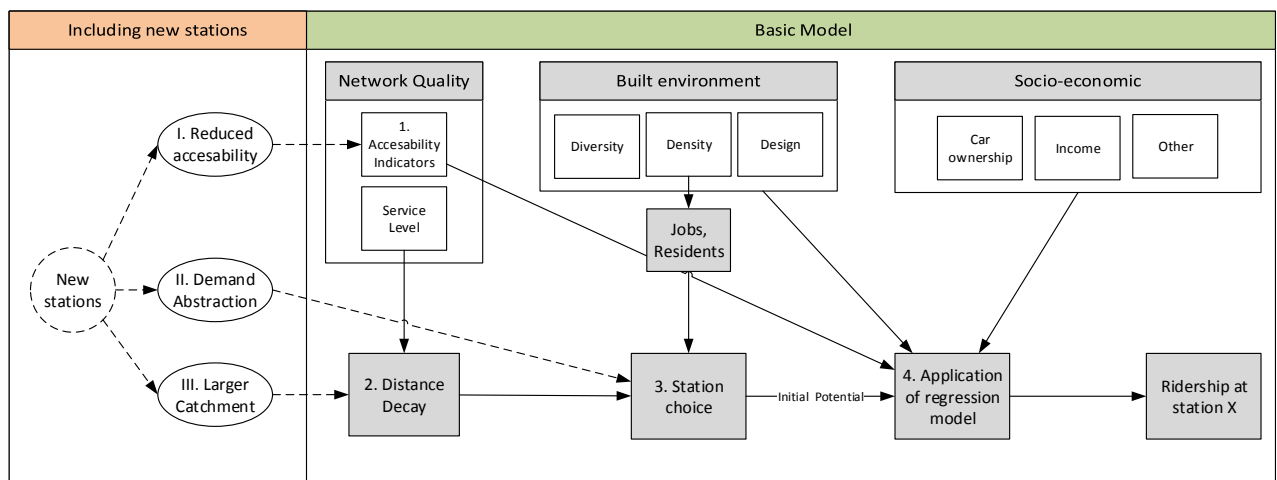 Including new stations
Basic Model
Network Quality
Built environment
Socio-economic
I. Reduced
accesability
1.
Accesability
Indicators
Diversity
Density
Design
Car
ownership
Income
Other
Service
Level
Jobs,
Residents
New
stations
II. Demand
Abstraction
III. Larger
Catchment
2. Distance
Decay
3. Station
choice
Initial Potential
4. Application
of regression
model
Ridership at
station X